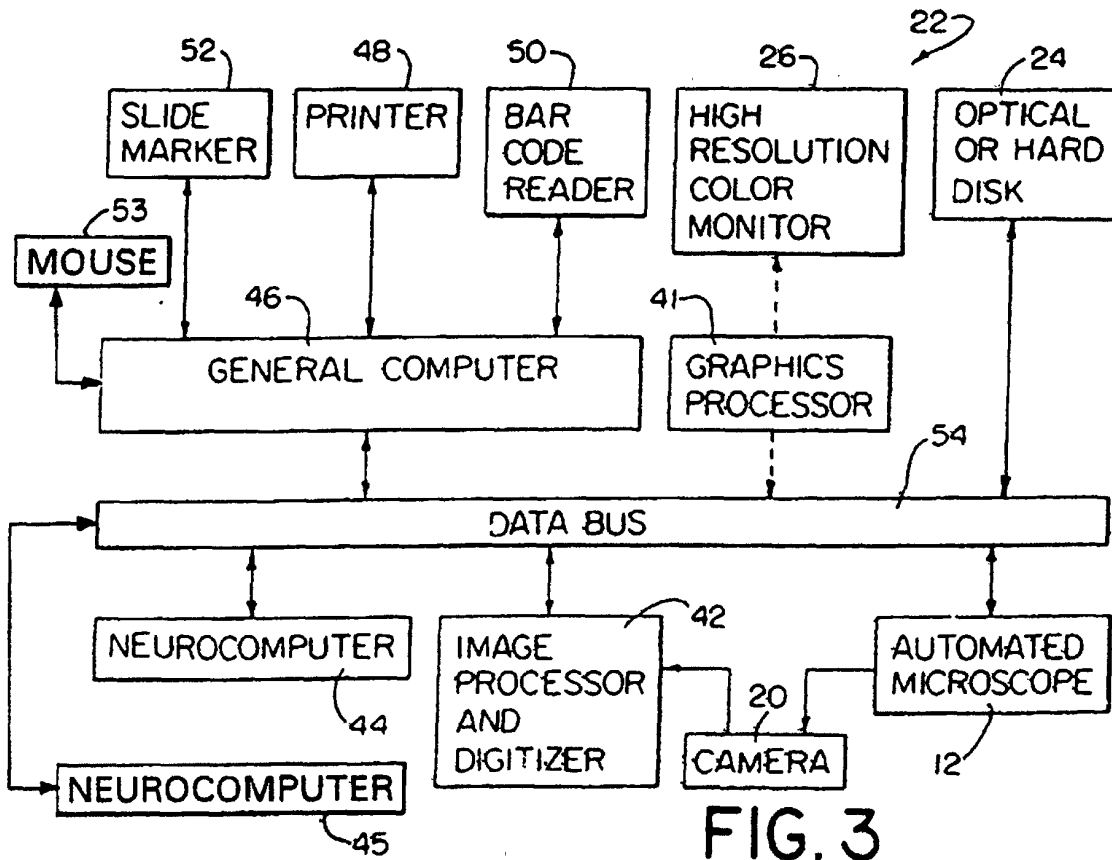 22
52
48
50
26
24
SLIDE
MARKER
PRINTER
BAR
CODE
READER
HIGH
RESOLUTION
COLOR
MONITOR
OPTICAL
OR HARD
DISK
53
MOUSE
46
GENERAL COMPUTER
41
GRAPHICS
PROCESSOR
54
DATA BUS
NEUROCOMPUTER
44
42
IMAGE
PROCESSOR
AND
DIGITIZER
20
CAMERA
AUTOMATED
MICROSCOPE
12
NEUROCOMPUTER
45
FIG. 3